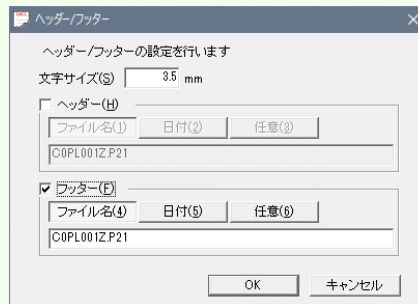 ヘッダー/フッター
ヘッダー/フッターの設定を行います
文字サイズ(S) 3.5 mm
ヘッダー(H)
ファイル名(1) 日付(2) 任意(3)
C0PL001Z.P21
フッター(F)
ファイル名(4) 日付(5) 任意(6)
C0PL001Z.P21
OK キャンセル